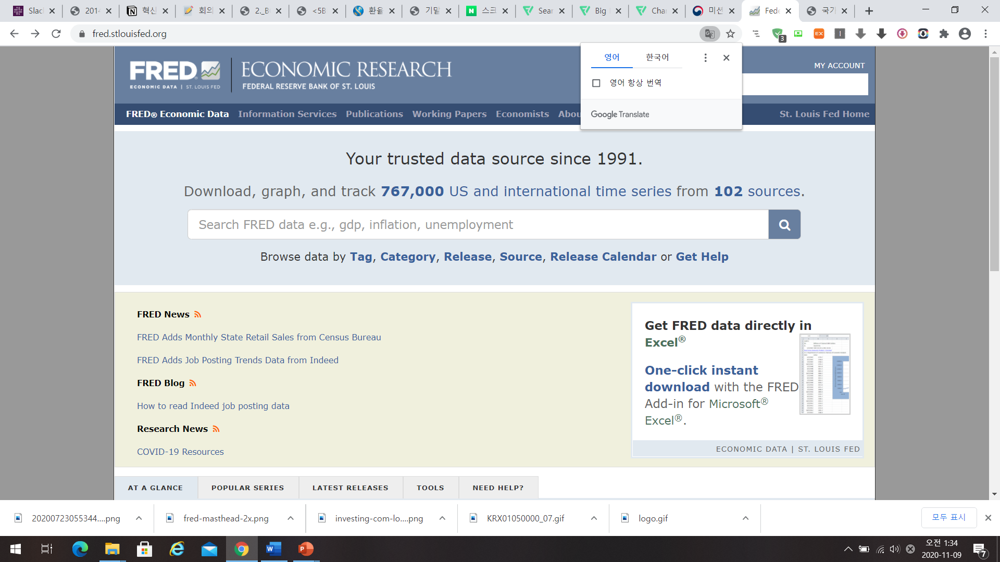 Slac
201
혁신
회의
2._B
<5B
환율
기말
스크
Sear
Big
Cha
미션
Fede
국가
fred.stlouisfed.org
3
EX
영어 한국어
영어 항상 번역
Google Translate
FRED
ECONOMIC DATA | ST. LOUIS FED
ECONOMIC RESEARCH
FEDERAL RESERVE BANK OF ST. LOUIS
MY ACCOUNT
FRED® Economic Data Information Services Publications Working Papers Economists Abou St. Louis Fed Home
Your trusted data source since 1991.
Download, graph, and track 767,000 US and international time series from 102 sources.
Search FRED data e.g., gdp, inflation, unemployment
Browse data by Tag, Category, Release, Source, Release Calendar or Get Help
FRED News
FRED Adds Monthly State Retail Sales from Census Bureau
FRED Adds Job Posting Trends Data from Indeed
FRED Blog
How to read Indeed job posting data
Research News
COVID-19 Resources
Get FRED data directly in
Excel®
One-click instant
download with the FRED
Add-in for Microsoft®
Excel®.
ECONOMIC DATA | ST. LOUIS FED
AT A GLANCE POPULAR SERIES LATEST RELEASES TOOLS NEED HELP?
20200723055344....png fred-masthead-2x.png investing-com-lo....png KRX01050000_07.gif logo.gif 모두 표시
오전 1:34
2020-11-09
7